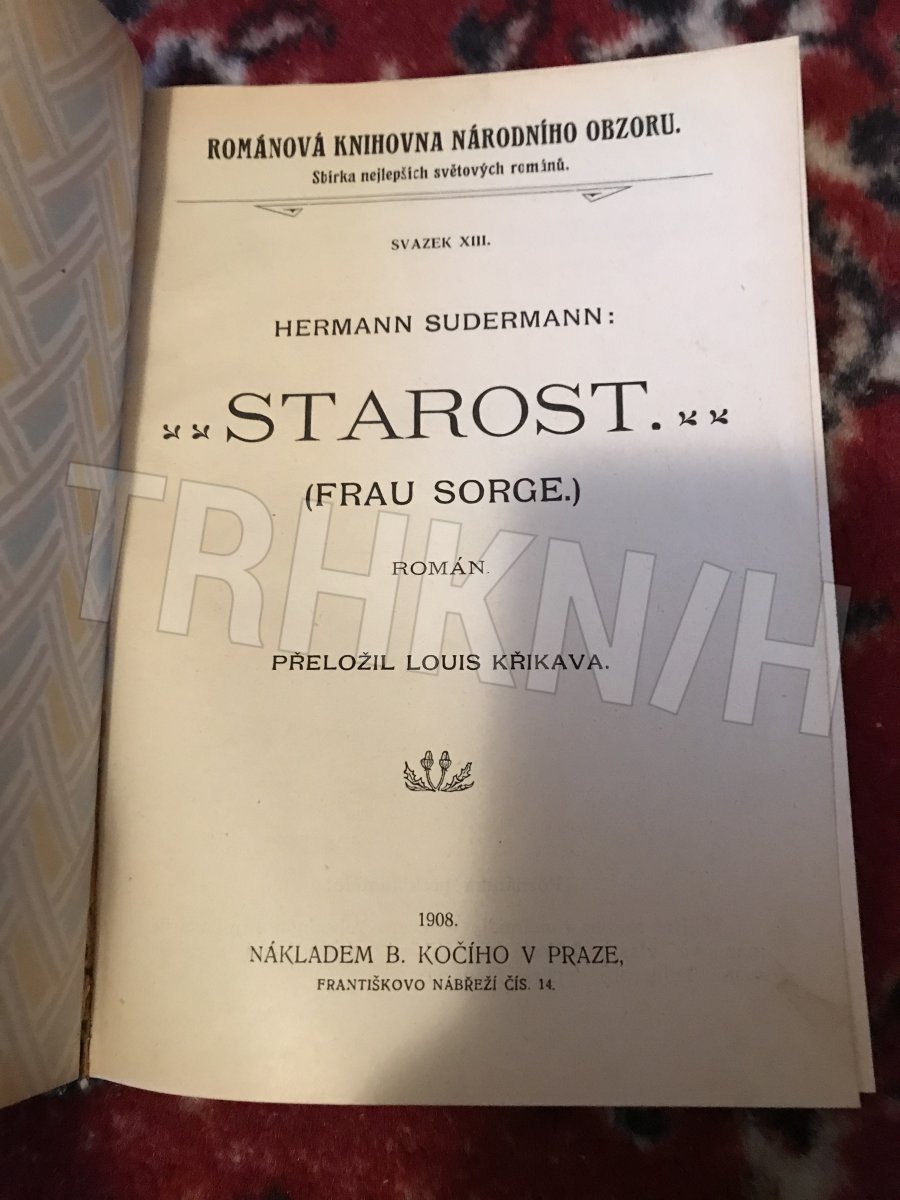 ROMÁNOVÁ KNIHOVNA NÁRODNÍHO OBZORU.
Sbírka nejlepších světových románů.
SVAZEK XIII.
HERMANN SUDERMANN:
STAROST.
(FRAU SORGE.)
ROMÁN.
PŘELOŽIL LOUIS KŘIKAVA.
1908.
NÁKLADEM B. KOČÍHO V PRAZE,
FRANTIŠKOVO NÁBŘEŽÍ ČÍS. 14.
TRHKN/H